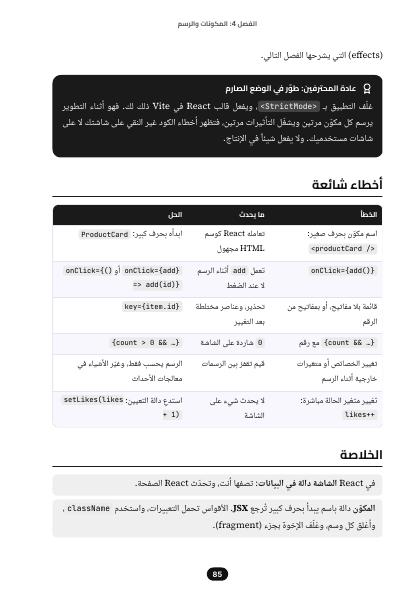 الفصل 4: المكونات والرسم
(effects) التي يشرحها الفصل التالي.
عادة المحترفين: طوّر في الوضع الصارم
غلّف التطبيق بـ <StrictMode>، ويفعل قالب React في Vite ذلك لك. فهو أثناء التطوير
يرسم كل مكوّن مرتين ويشغّل التأثيرات مرتين، فتظهر أخطاء الكود غير النقي على شاشتك لا على
شاشات مستخدميك. ولا يفعل شيئاً في الإنتاج.
أخطاء شائعة
الخطأ ما يحدث الحل
اسم مكوّن بحرف صغير: تعامله React كوسم ابدأه بحرف كبير: ProductCard
<productCard /> HTML مجهول
onClick={add()} تعمل add أثناء الرسم onClick={add} أو onClick={()
لا عند الضغط => add(id)}
قائمة بلا مفاتيح، أو بمفاتيح من تحذير، وعناصر مختلطة key={item.id}
الرقم بعد التغيير
{count && …} مع رقم 0 شاردة على الشاشة {count > 0 && …}
تغيير الخصائص أو متغيرات قيم تقفز بين الرسمات الرسم يحسب فقط، وغيّر الأشياء في
خارجية أثناء الرسم معالجات الأحداث
تغيير متغير الحالة مباشرة: لا يحدث شيء على استدعِ دالة التعيين: setLikes(likes
likes++ الشاشة + 1)
الخلاصة
في React الشاشة دالة في البيانات: تصفها أنت، وتحدّث React الصفحة.
المكوّن دالة باسم يبدأ بحرف كبير تُرجع JSX. الأقواس تحمل التعبيرات، واستخدم className،
وأغلق كل وسم، وغلّف الإخوة بجزء (fragment).
85